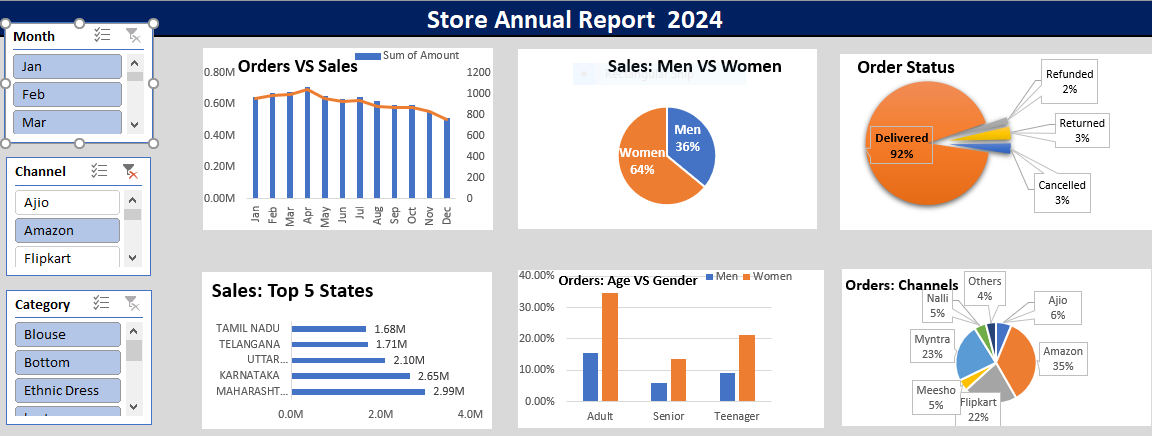 Store Annual Report 2024
Month
Jan
Feb
Mar
Channel
Ajio
Amazon
Flipkart
Category
Blouse
Bottom
Ethnic Dress
Orders VS Sales
Sum of Amount
0.80M
0.60M
0.40M
0.20M
0.00M
1200
1000
800
600
400
200
0
Jan
Feb
Mar
Apr
May
Jun
Jul
Aug
Sep
Oct
Nov
Dec
Sales: Men VS Women
Men
36%
Women
64%
Order Status
Refunded
2%
Returned
3%
Delivered
92%
Cancelled
3%
Sales: Top 5 States
TAMIL NADU 1.68M
TELANGANA 1.71M
UTTAR... 2.10M
KARNATAKA 2.65M
MAHARASHT... 2.99M
0.0M 2.0M 4.0M
Orders: Age VS Gender
Men Women
40.00%
30.00%
20.00%
10.00%
0.00%
Adult Senior Teenager
Orders: Channels
Others
4%
Nalli
5%
Ajio
6%
Myntra
23%
Amazon
35%
Meesho
5%
Flipkart
22%